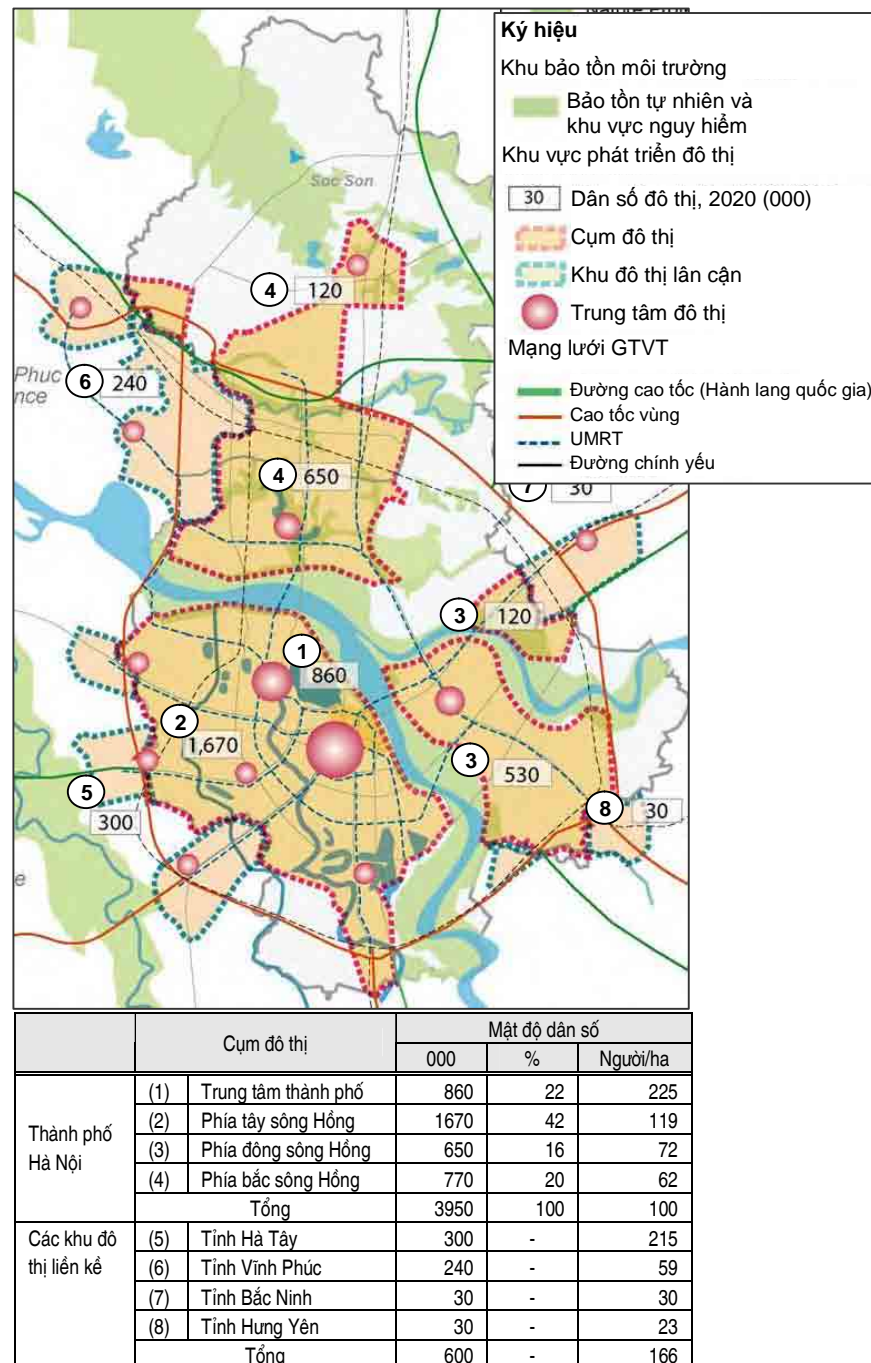 Ký hiệu
Khu bảo tồn môi trường
Bảo tồn tự nhiên và
khu vực nguy hiểm
Khu vực phát triển đô thị
30 Dân số đô thị, 2020 (000)
Cụm đô thị
Khu đô thị lân cận
Trung tâm đô thị
Mạng lưới GTVT
Đường cao tốc (Hành lang quốc gia)
Cao tốc vùng
UMRT
Đường chính yếu
Soc Son
4 120
Phuc
nce
6 240
4 650
7 30
3 120
1
860
2
1,670
3
530
5
300
8 30
e
Cụm đô thị Mật độ dân số
000 % Người/ha
Thành phố
Hà Nội
(1) Trung tâm thành phố 860 22 225
(2) Phía tây sông Hồng 1670 42 119
(3) Phía đông sông Hồng 650 16 72
(4) Phía bắc sông Hồng 770 20 62
Tổng 3950 100 100
Các khu đô
thị liền kề
(5) Tỉnh Hà Tây 300 - 215
(6) Tỉnh Vĩnh Phúc 240 - 59
(7) Tỉnh Bắc Ninh 30 - 30
(8) Tỉnh Hưng Yên 30 - 23
Tổng 600 - 166